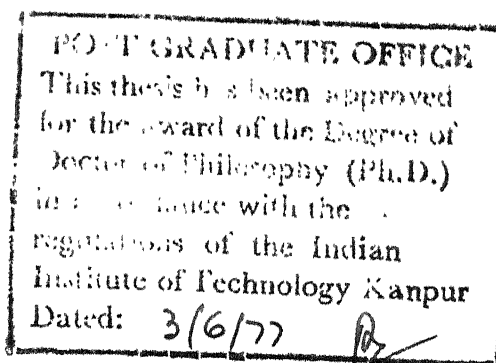 POST GRADUATE OFFICE
This thesis has been approved
for the award of the Degree of
Doctor of Philosophy (Ph.D.)
in accordance with the
regulations of the Indian
Institute of Technology Kanpur
Dated: 3/6/77